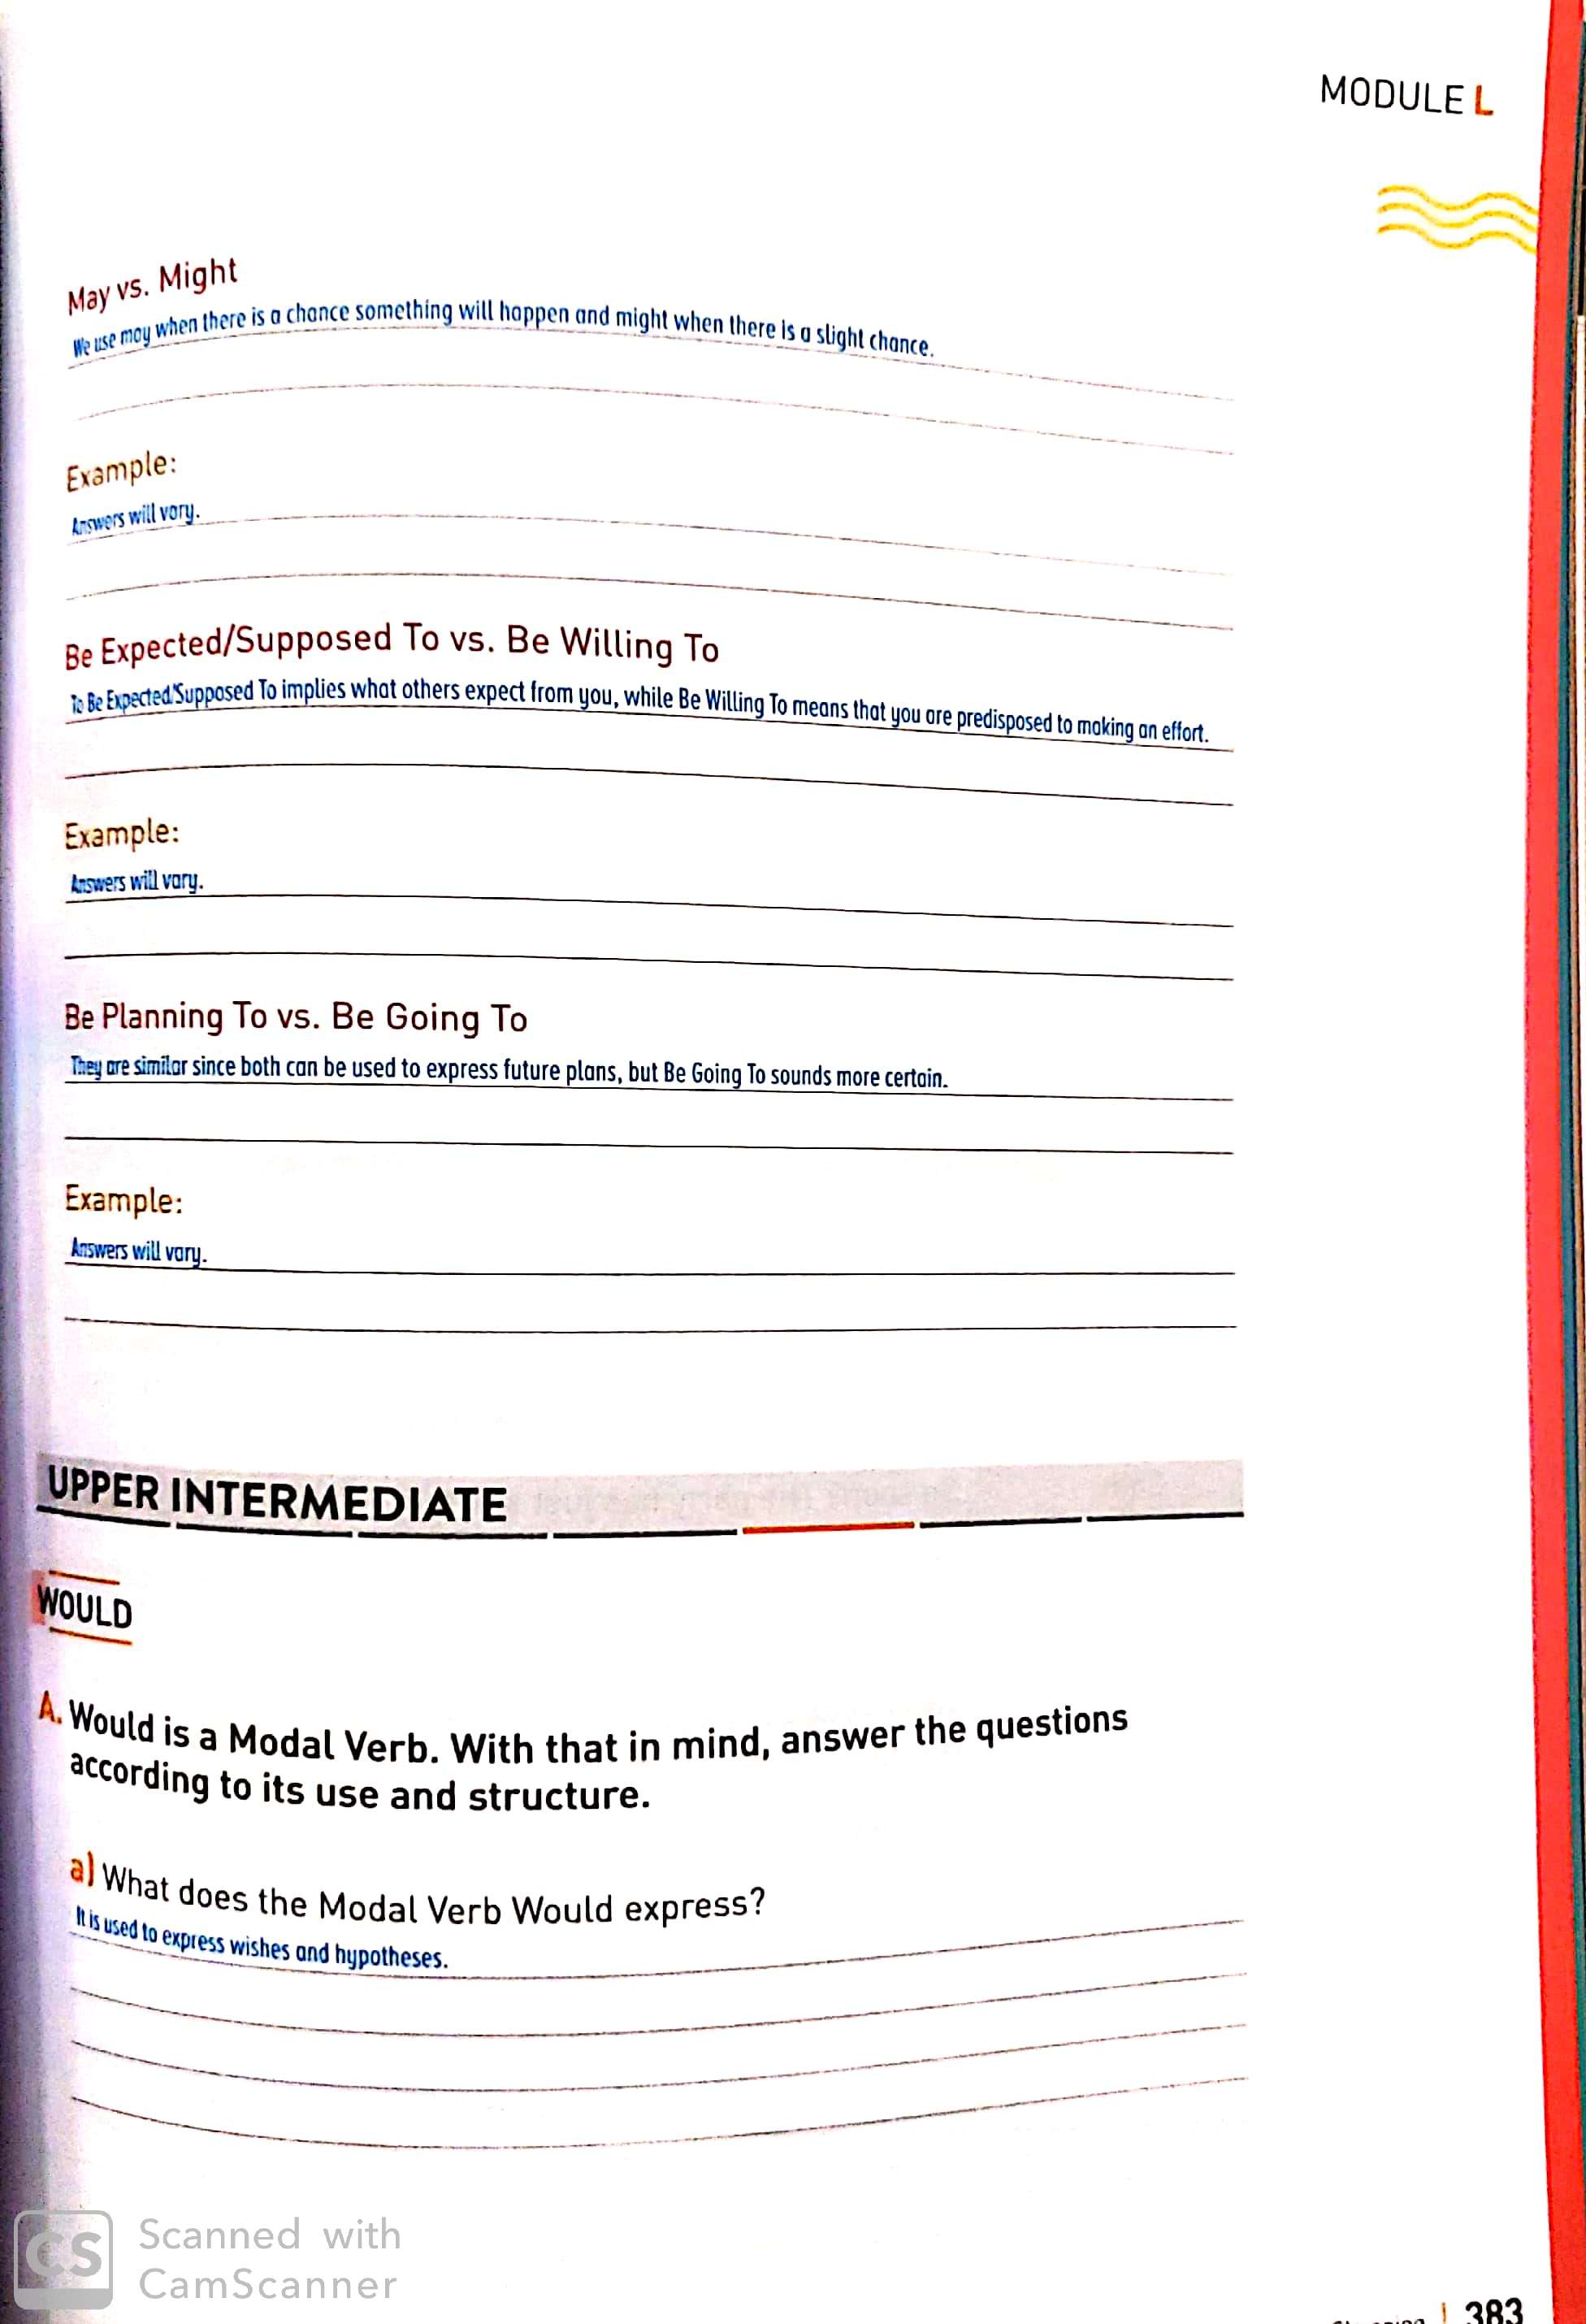 MODULE L
May vs. Might
We use may when there is a chance something will happen and might when there is a slight chance.
Example:
Answers will vary.
Be Expected/Supposed To vs. Be Willing To
To Be Expected/Supposed To implies what others expect from you, while Be Willing To means that you are predisposed to making an effort.
Example:
Answers will vary.
Be Planning To vs. Be Going To
They are similar since both can be used to express future plans, but Be Going To sounds more certain.
Example:
Answers will vary.
UPPER INTERMEDIATE
WOULD
A. Would is a Modal Verb. With that in mind, answer the questions
according to its use and structure.
a) What does the Modal Verb Would express?
It is used to express wishes and hypotheses.
CS Scanned with
CamScanner
383